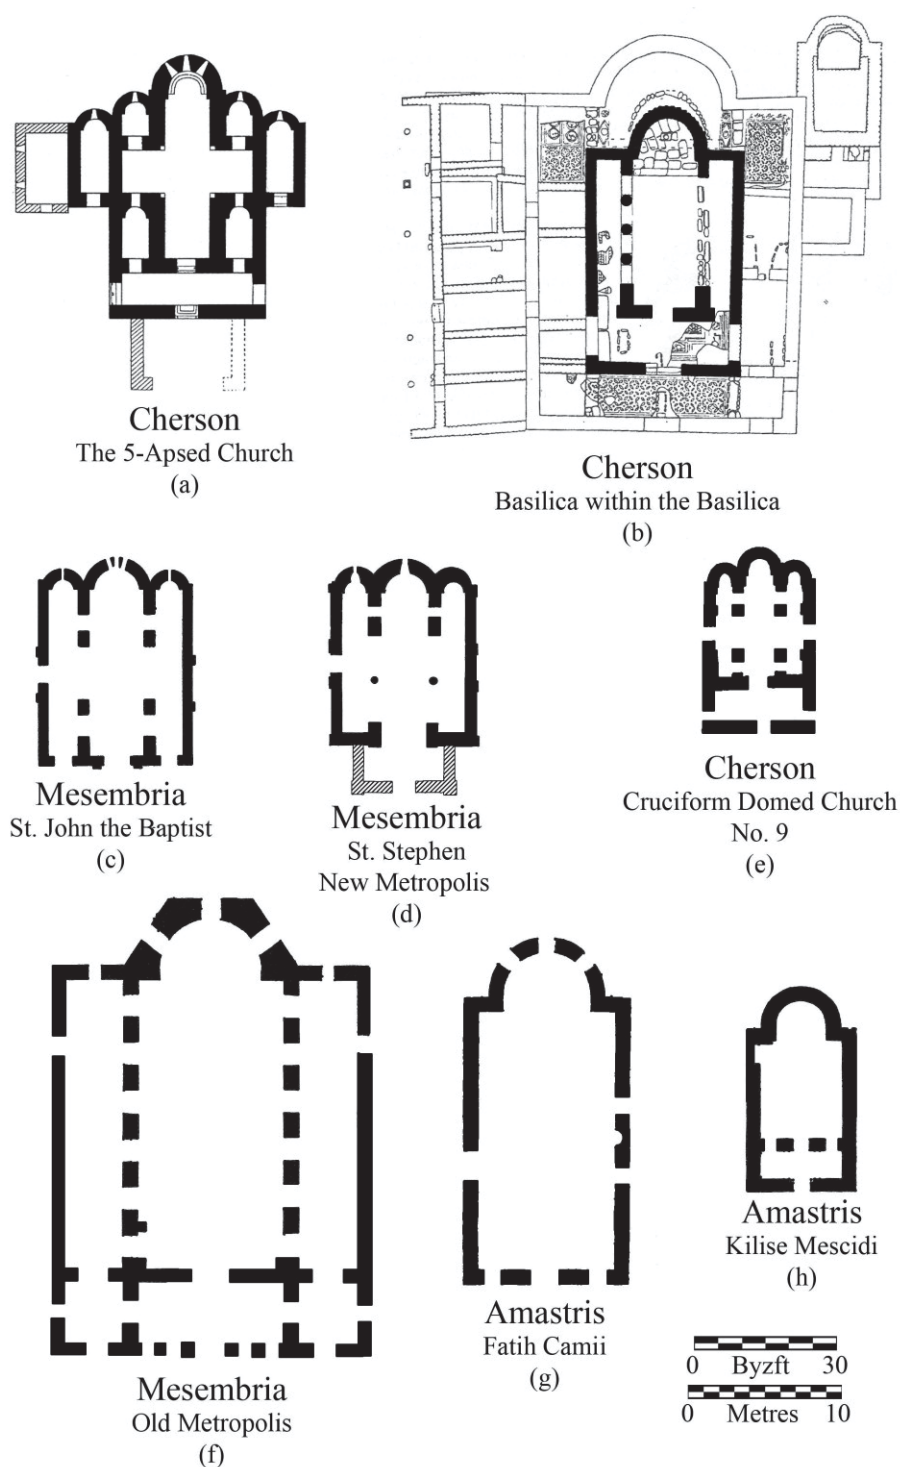 Cherson
The 5-Apsed Church
(a)
Cherson
Basilica within the Basilica
(b)
Mesembria
St. John the Baptist
(c)
Mesembria
St. Stephen
New Metropolis
(d)
Cherson
Cruciform Domed Church
No. 9
(e)
Mesembria
Old Metropolis
(f)
Amastris
Fatih Camii
(g)
Amastris
Kilise Mescidi
(h)
0 Byzft 30
0 Metres 10